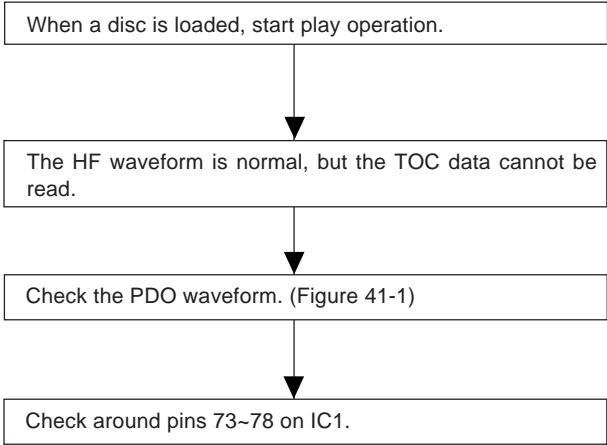 When a disc is loaded, start play operation.
The HF waveform is normal, but the TOC data cannot be
read.
Check the PDO waveform. (Figure 41-1)
Check around pins 73~78 on IC1.